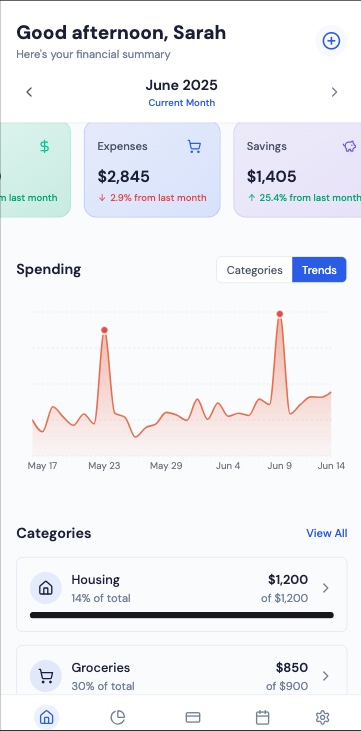 Good afternoon, Sarah
Here's your financial summary
June 2025
Current Month
Expenses
Savings
$2,845
$1,405
from last month
↓ 2.9% from last month
↑ 25.4% from last month
Spending
Categories
Trends
May 17
May 23
May 29
Jun 4
Jun 9
Jun 14
Categories
View All
Housing
$1,200
14% of total
of $1,200
Groceries
$850
30% of total
of $900